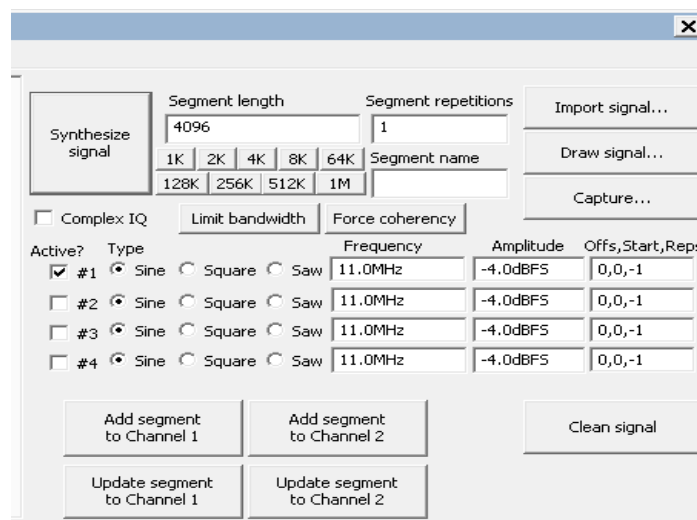 Segment length Segment repetitions Import signal...
Synthesize signal 4096 1
1K 2K 4K 8K 64K Segment name Draw signal...
128K 256K 512K 1M
Capture...
Complex IQ Limit bandwidth Force coherency
Active? Type Frequency Amplitude Offs,Start,Reps
#1 Sine Square Saw 11.0MHz -4.0dBFS 0,0,-1
#2 Sine Square Saw 11.0MHz -4.0dBFS 0,0,-1
#3 Sine Square Saw 11.0MHz -4.0dBFS 0,0,-1
#4 Sine Square Saw 11.0MHz -4.0dBFS 0,0,-1
Add segment to Channel 1 Add segment to Channel 2 Clean signal
Update segment to Channel 1 Update segment to Channel 2